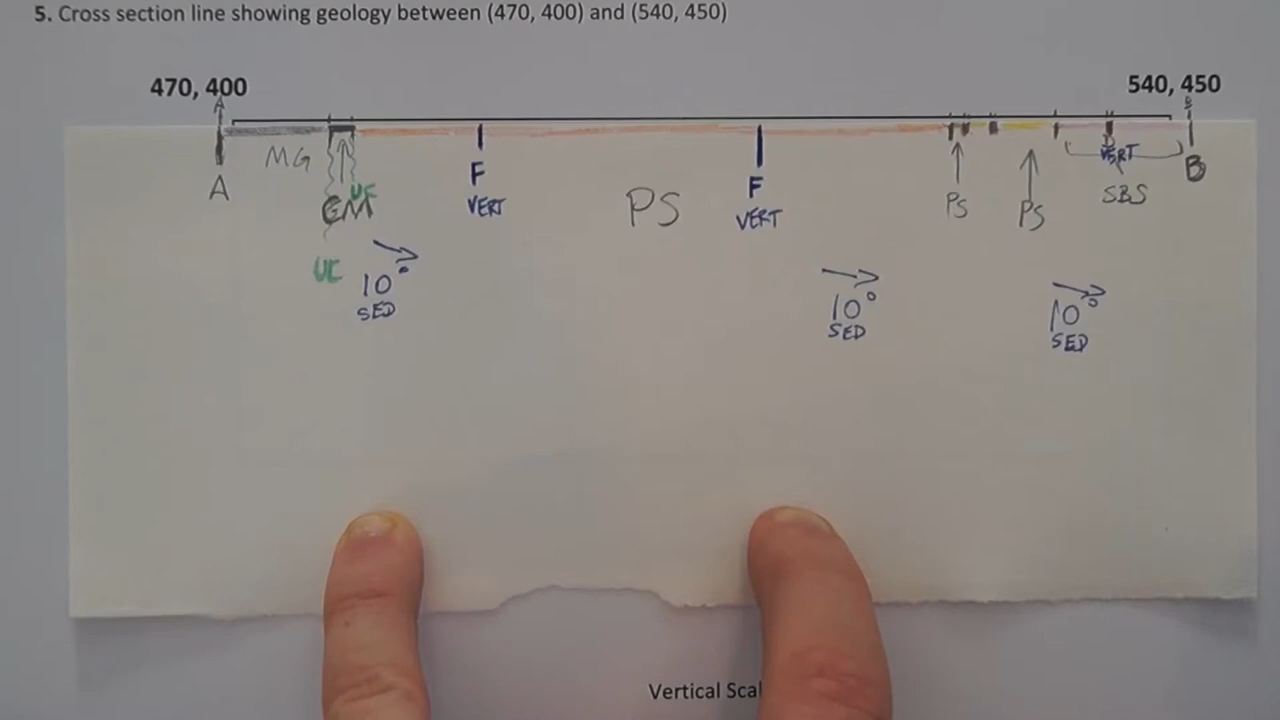 5. Cross section line showing geology between (470, 400) and (540, 450)
470, 400
540, 450
A
B
MG
UC
GM
F
VERT
PS
F
VERT
PS
PS
D
VERT
SBS
A
B
UC
10°
SED
10°
SED
10°
SED
Vertical Scal